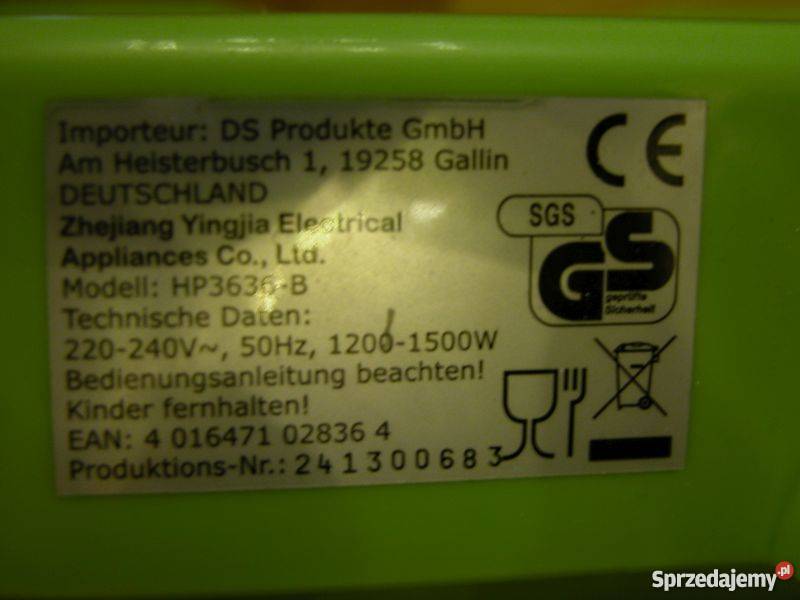 Importeur: DS Produkte GmbH
Am Heisterbusch 1, 19258 Gallin
DEUTSCHLAND
Zhejiang Yingjia Electrical
Appliances Co., Ltd.
Modell: HP3636-B
Technische Daten:
220-240V~, 50Hz, 1200-1500W
Bedienungsanleitung beachten!
Kinder fernhalten!
EAN: 4 016471 02836 4
Produktions-Nr.: 241300683
CE
SGS
GS
geprüfte
Sicherheit
Sprzedajemy.pl